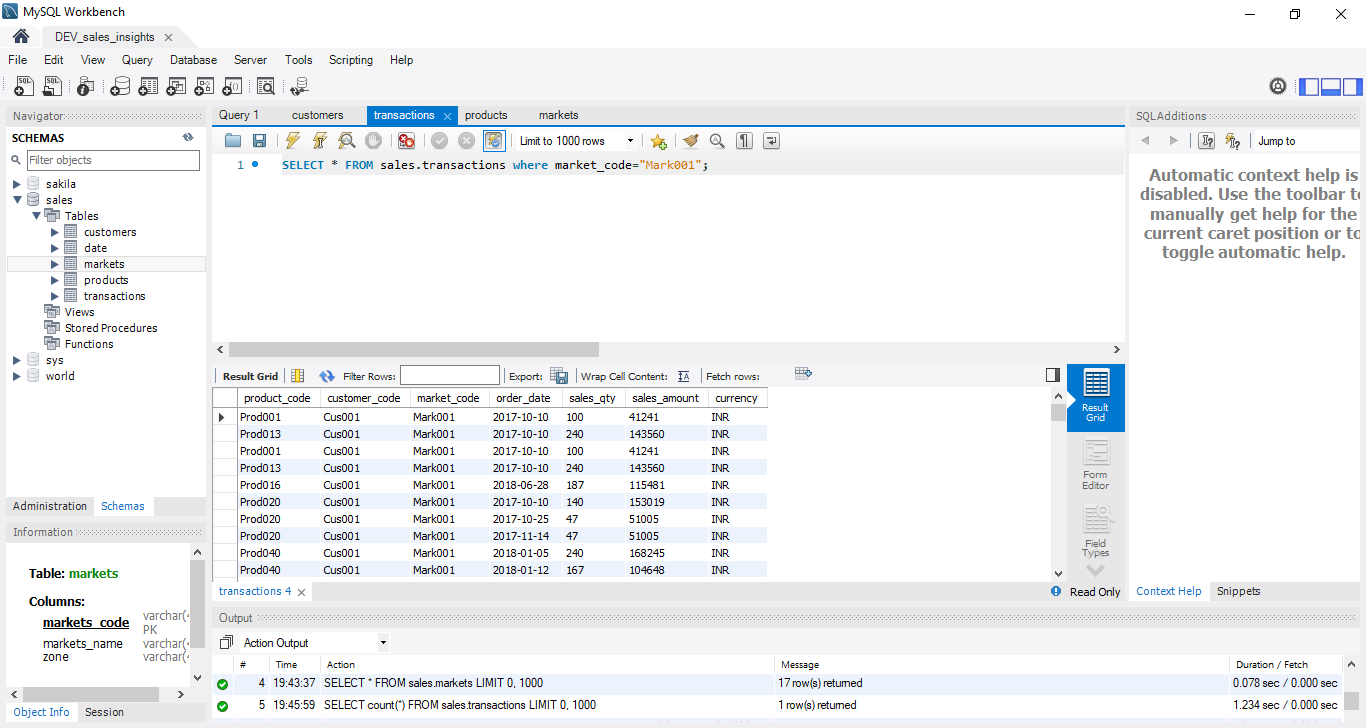 MySQL Workbench
DEV_sales_insights
File Edit View Query Database Server Tools Scripting Help
Navigator
SCHEMAS
Filter objects
sakila
sales
Tables
customers
date
markets
products
transactions
Views
Stored Procedures
Functions
sys
world
Administration Schemas
Information
Table: markets
Columns:
markets_code varchar(4
PK
markets_name varchar(4
zone varchar(4
Object Info Session
Query 1 customers transactions products markets
Limit to 1000 rows
1 SELECT * FROM sales.transactions where market_code="Mark001";
Result Grid Filter Rows: Export: Wrap Cell Content: Fetch rows:
product_code customer_code market_code order_date sales_qty sales_amount currency
Prod001 Cus001 Mark001 2017-10-10 100 41241 INR
Prod013 Cus001 Mark001 2017-10-10 240 143560 INR
Prod001 Cus001 Mark001 2017-10-10 100 41241 INR
Prod013 Cus001 Mark001 2017-10-10 240 143560 INR
Prod016 Cus001 Mark001 2018-06-28 187 115481 INR
Prod020 Cus001 Mark001 2017-10-10 140 153019 INR
Prod020 Cus001 Mark001 2017-10-25 47 51005 INR
Prod020 Cus001 Mark001 2017-11-14 47 51005 INR
Prod040 Cus001 Mark001 2018-01-05 240 168245 INR
Prod040 Cus001 Mark001 2018-01-12 167 104648 INR
Result
Grid
Form
Editor
Field
Types
transactions 4
Read Only
SQLAdditions
Jump to
Automatic context help is
disabled. Use the toolbar to
manually get help for the
current caret position or to
toggle automatic help.
Context Help Snippets
Output
Action Output
# Time Action Message Duration / Fetch
4 19:43:37 SELECT * FROM sales.markets LIMIT 0, 1000 17 row(s) returned 0.078 sec / 0.000 sec
5 19:45:59 SELECT count(*) FROM sales.transactions LIMIT 0, 1000 1 row(s) returned 1.234 sec / 0.000 sec